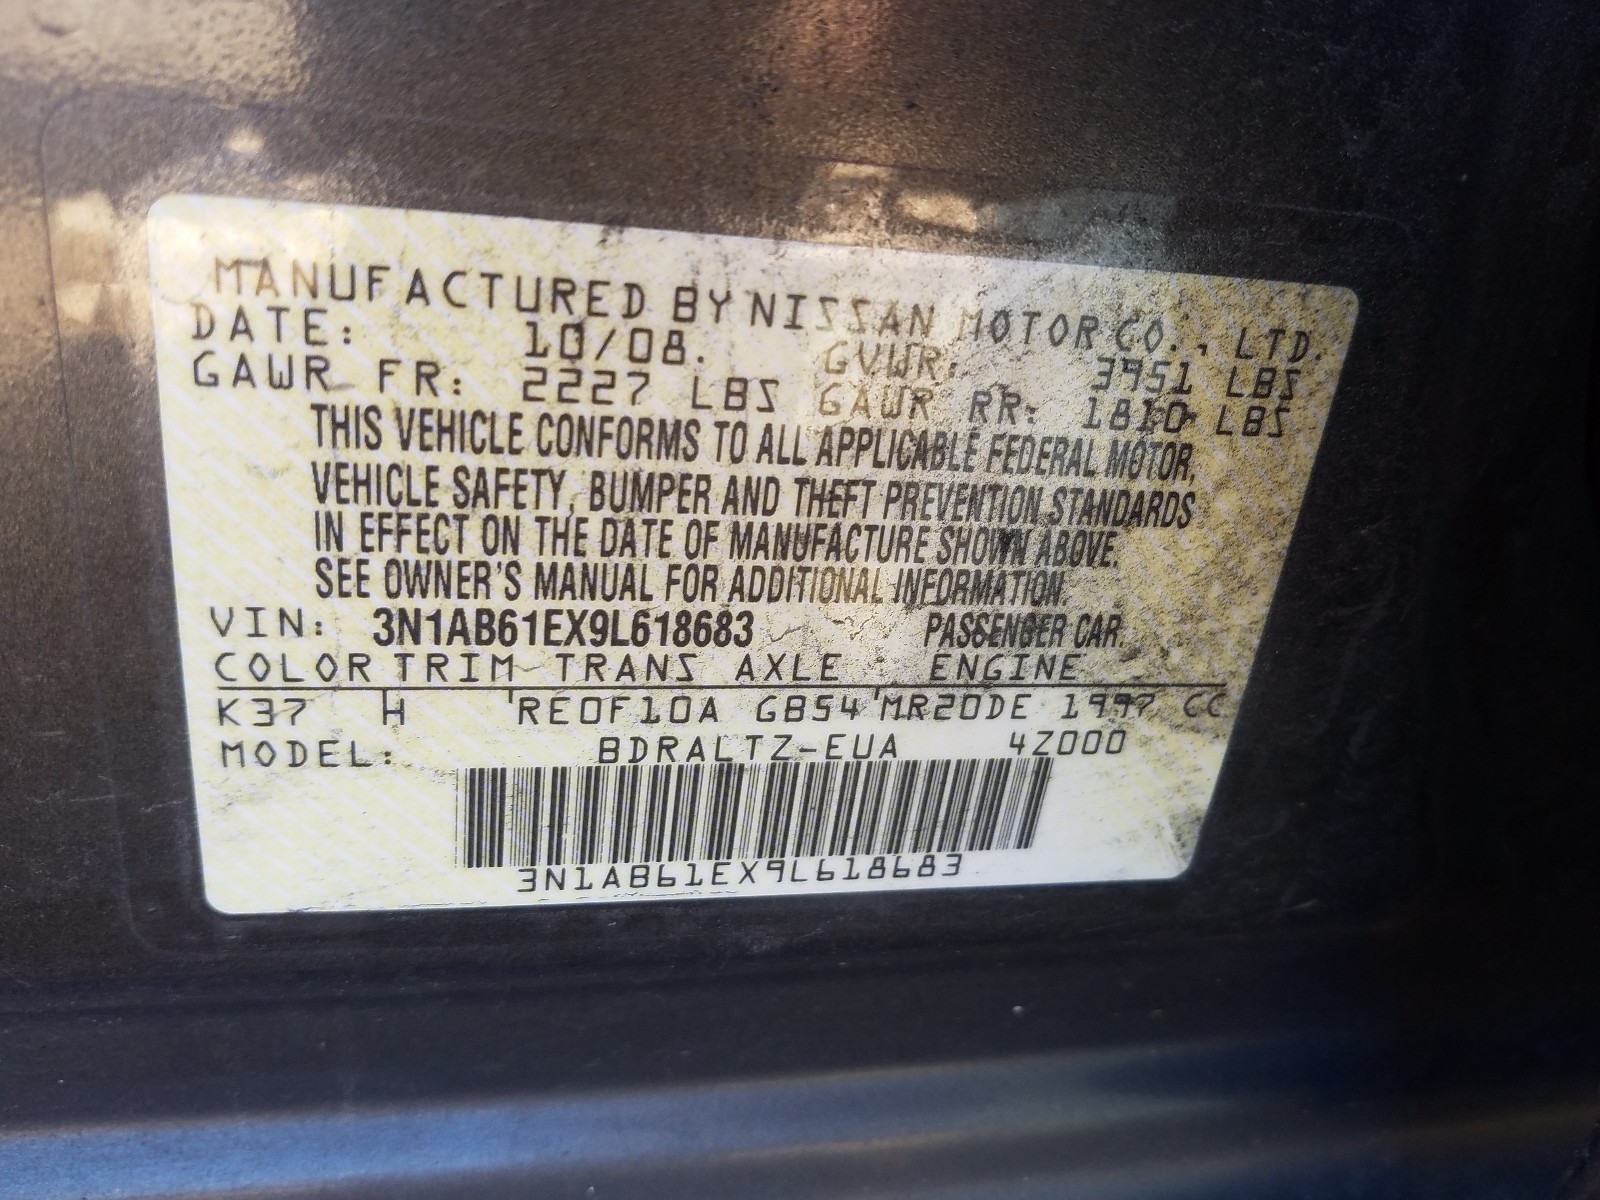 MANUFACTURED BY NISSAN MOTOR CO., LTD.
DATE: 10/08. GVWR: 3951 LBS
GAWR FR: 2227 LBS GAWR RR: 1810 LBS
THIS VEHICLE CONFORMS TO ALL APPLICABLE FEDERAL MOTOR,
VEHICLE SAFETY, BUMPER AND THEFT PREVENTION STANDARDS
IN EFFECT ON THE DATE OF MANUFACTURE SHOWN ABOVE.
SEE OWNER'S MANUAL FOR ADDITIONAL INFORMATION.
VIN: 3N1AB61EX9L618683 PASSENGER CAR.
COLOR TRIM TRANS AXLE ENGINE
K37 H RE0F10A GB54 MR20DE 1997 CC
MODEL: BDRALTZ-EUA 4Z000
3N1AB61EX9L618683